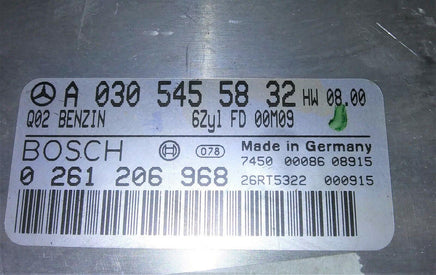 A 030 545 58 32 HW 08.00
Q02 BENZIN 6Zyl FD 00M09
BOSCH 078 Made in Germany
7450 00086 08915
0 261 206 968 26RT5322 000915